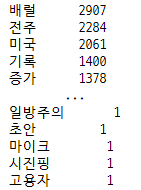 배럴 2907
전주 2284
미국 2061
기록 1400
증가 1378
...
일방주의 1
초안 1
마이크 1
시진핑 1
고용자 1